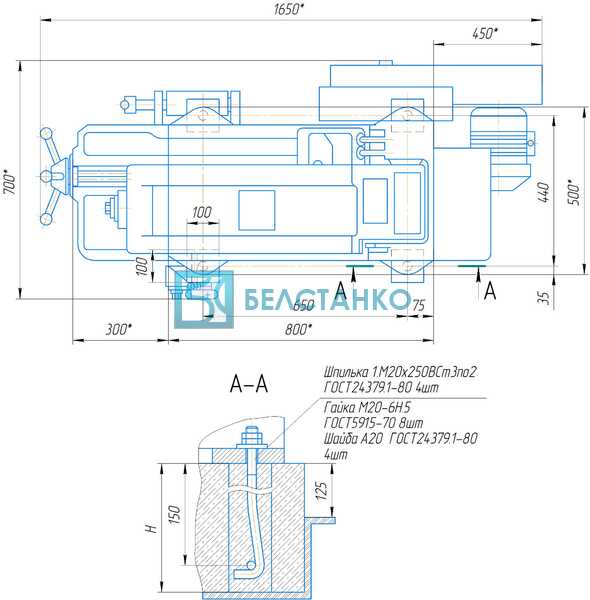 1650*
450*
700*
100
440
500*
100
А
А
35
БЕЛСТАНКО
650
75
300*
800*
А-А
Шпилька 1.М20х250ВСт3по2
ГОСТ24379.1-80 4шт
Гайка М20-6Н.5
ГОСТ5915-70 8шт
Шайба А20 ГОСТ24379.1-80
4шт
Н
150
125